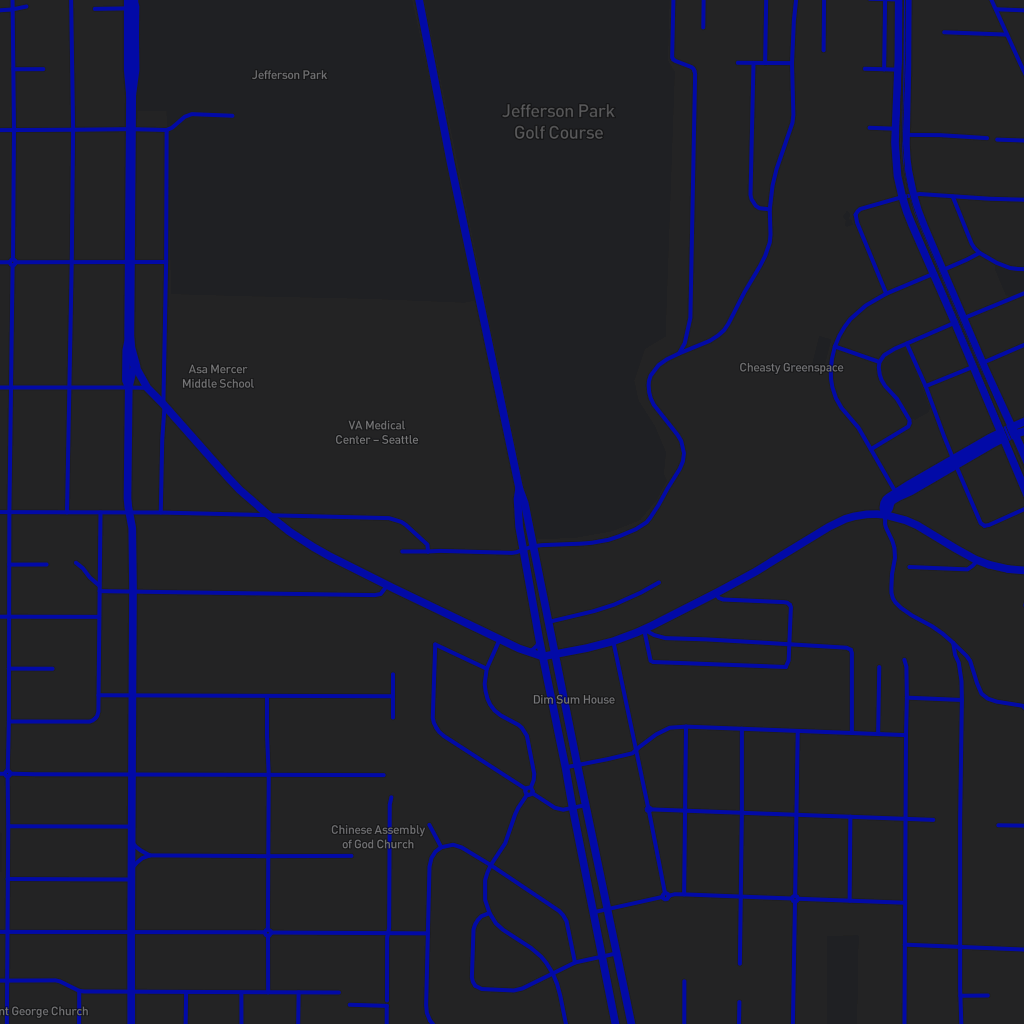 Jefferson Park
Jefferson Park
Golf Course
Asa Mercer
Middle School
Cheasty Greenspace
VA Medical
Center – Seattle
Dim Sum House
Chinese Assembly
of God Church
nt George Church